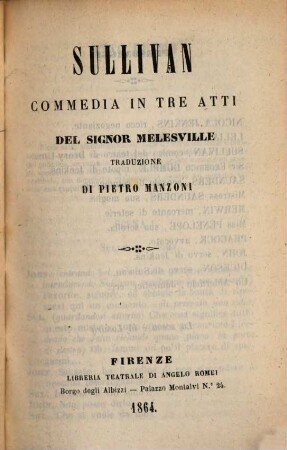 SULLIVAN
COMMEDIA IN TRE ATTI
DEL SIGNOR MELESVILLE
TRADUZIONE
DI PIETRO MANZONI
FIRENZE
LIBRERIA TEATRALE DI ANGELO ROMEI
Borgo degli Albizzi — Palazzo Montalvi N.° 24.
1864.